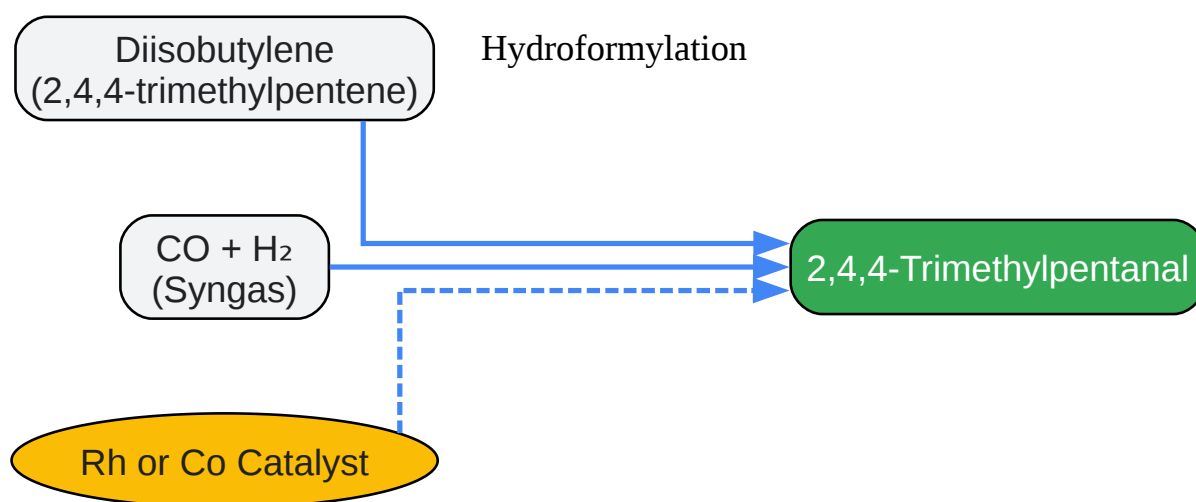 Diisobutylene
(2,4,4-trimethylpentene)
Hydroformylation
CO + H₂
(Syngas)
2,4,4-Trimethylpentanal
Rh or Co Catalyst